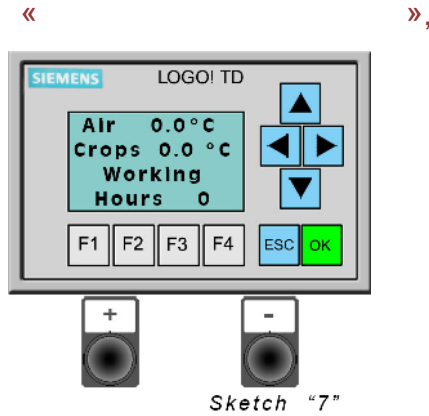 « »,
SIEMENS LOGO! TD
Air 0.0°C
Crops 0.0 °C
Working
Hours 0
F1 F2 F3 F4 ESC OK
+ -
Sketch “7”